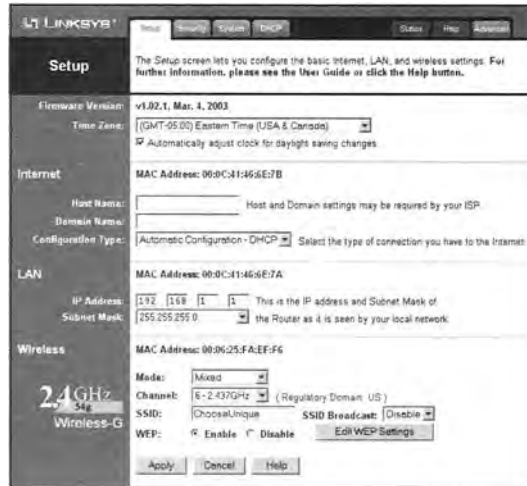 LINKSYS®
Setup Security System DHCP Status Help Advanced
Setup
The Setup screen lets you configure the basic Internet, LAN, and wireless settings. For
further information, please see the User Guide or click the Help button.
Firmware Version: v1.02.1, Mar. 4, 2003
Time Zone: (GMT-05:00) Eastern Time (USA & Canada)
Automatically adjust clock for daylight saving changes.
Internet MAC Address: 00:0C:41:46:6E:7B
Host Name: Host and Domain settings may be required by your ISP.
Domain Name:
Configuration Type: Automatic Configuration - DHCP Select the type of connection you have to the Internet.
LAN MAC Address: 00:0C:41:46:6E:7A
IP Address: 192 168 1 1 This is the IP address and Subnet Mask of
Subnet Mask: 255.255.255.0 the Router as it is seen by your local network.
Wireless MAC Address: 00:06:25:FA:EF:F6
Mode: Mixed
Channel: 6 - 2.437GHz ( Regulatory Domain: US )
SSID: ChooseUnique SSID Broadcast: Disable
WEP: Enable Disable Edit WEP Settings
2.4GHz
54g
Wireless-G
Apply Cancel Help